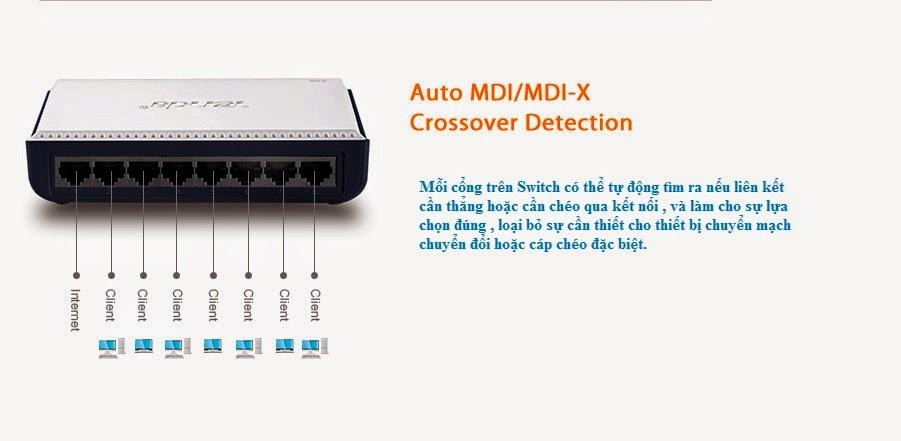 Tenda®
Auto MDI/MDI-X
Crossover Detection
Mỗi cổng trên Switch có thể tự động tìm ra nếu liên kết
cần thẳng hoặc cần chéo qua kết nối , và làm cho sự lựa
chọn đúng , loại bỏ sự cần thiết cho thiết bị chuyển mạch
chuyển đổi hoặc cáp chéo đặc biệt.
Internet
Client
Client
Client
Client
Client
Client
Client